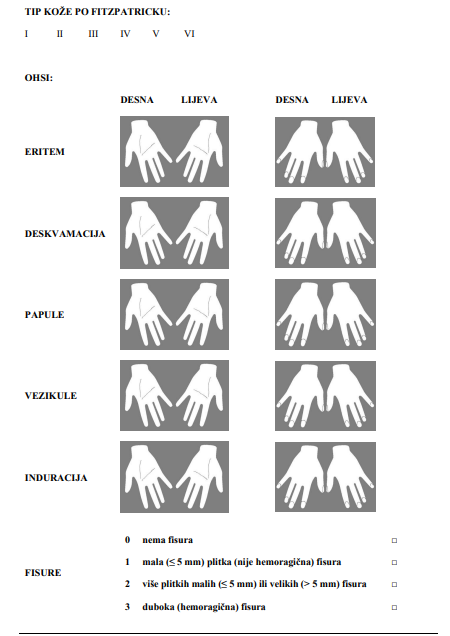 TIP KOŽE PO FITZPATRICKU:
I II III IV V VI
OHSI:
DESNA LIJEVA DESNA LIJEVA
ERITEM
DESKVAMACIJA
PAPULE
VEZIKULE
INDURACIJA
FISURE
0 nema fisura
1 mala (≤ 5 mm) plitka (nije hemoragična) fisura
2 više plitkih malih (≤ 5 mm) ili velikih (> 5 mm) fisura
3 duboka (hemoragična) fisura